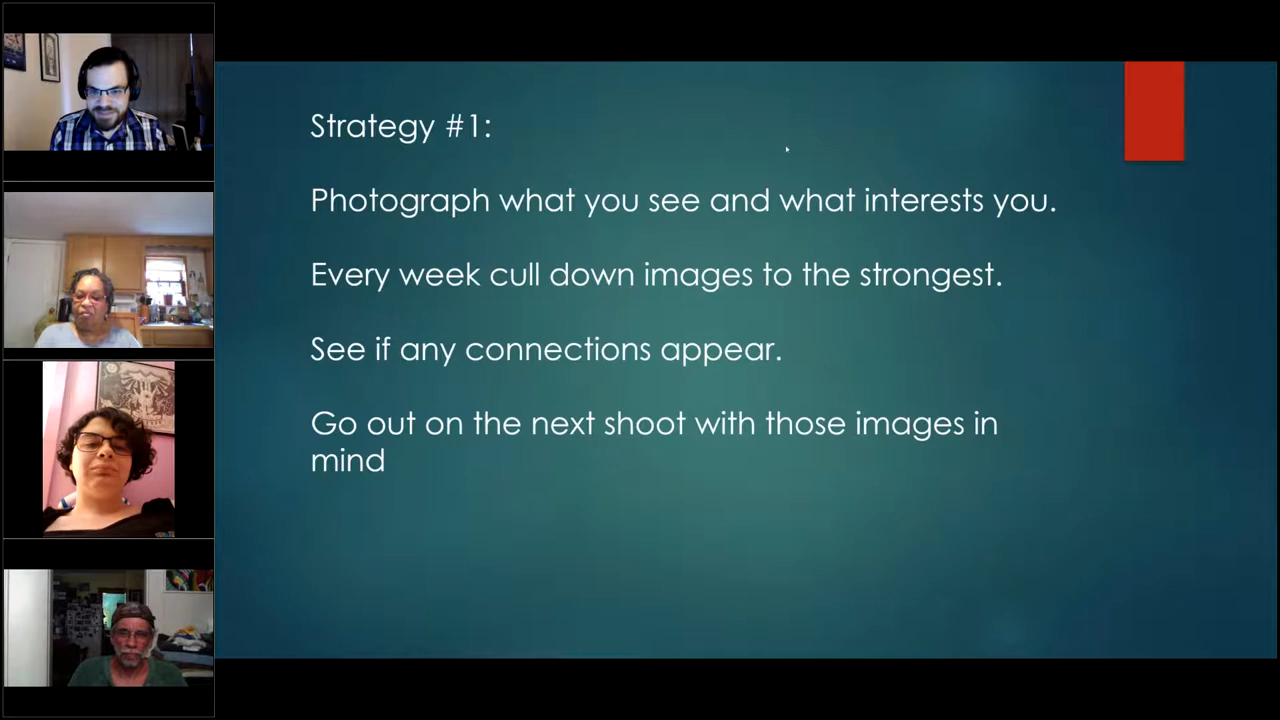 Strategy #1:
Photograph what you see and what interests you.
Every week cull down images to the strongest.
See if any connections appear.
Go out on the next shoot with those images in
mind